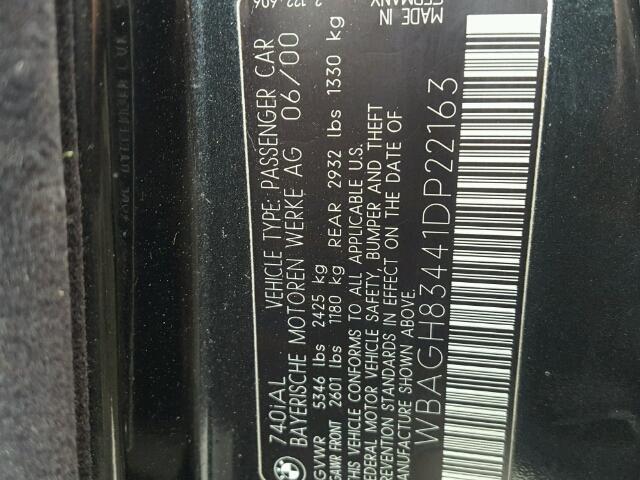 740IAL VEHICLE TYPE: PASSENGER CAR
BAYERISCHE MOTOREN WERKE AG 06/00
GVWR 5346 lbs 2425 kg
GAWR FRONT 2601 lbs 1180 kg REAR 2932 lbs 1330 kg
THIS VEHICLE CONFORMS TO ALL APPLICABLE U.S.
FEDERAL MOTOR VEHICLE SAFETY, BUMPER AND THEFT
PREVENTION STANDARDS IN EFFECT ON THE DATE OF
MANUFACTURE SHOWN ABOVE.
WBAGH83441DP22163
MADE IN
GERMANY